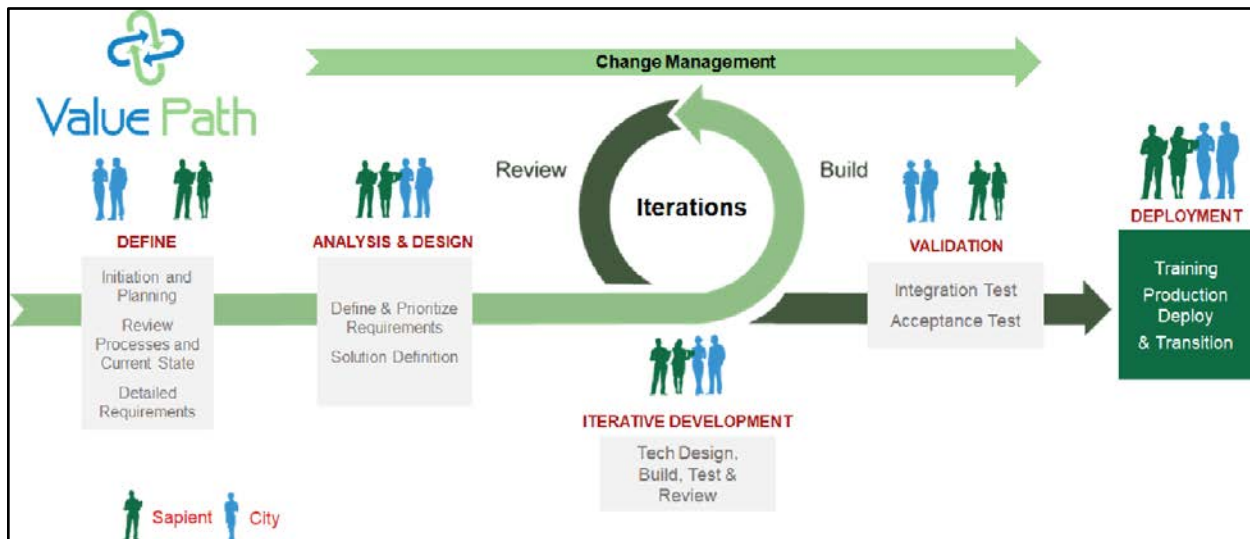 Value Path
Change Management
Review
Build
Iterations
DEFINE
Initiation and
Planning
Review
Processes and
Current State
Detailed
Requirements
ANALYSIS & DESIGN
Define & Prioritize
Requirements
Solution Definition
ITERATIVE DEVELOPMENT
Tech Design,
Build, Test &
Review
VALIDATION
Integration Test
Acceptance Test
DEPLOYMENT
Training
Production
Deploy
& Transition
Sapient
City